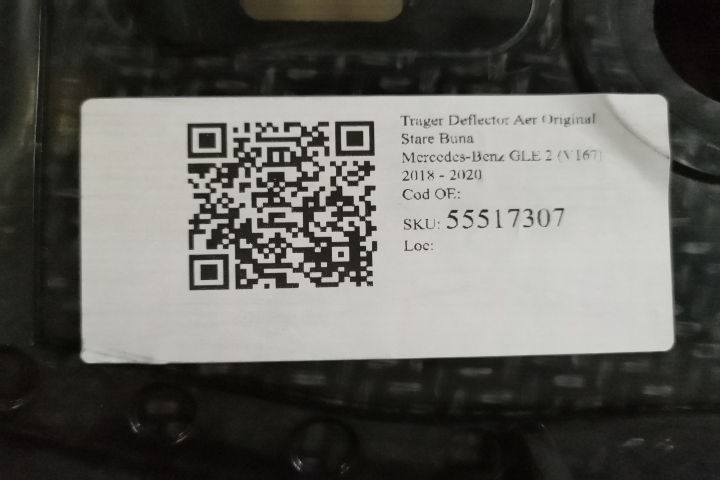 Trager Deflector Aer Original
Stare Buna
Mercedes-Benz GLE 2 (V167)
2018 - 2020
Cod OE:
SKU: 55517307
Loc: